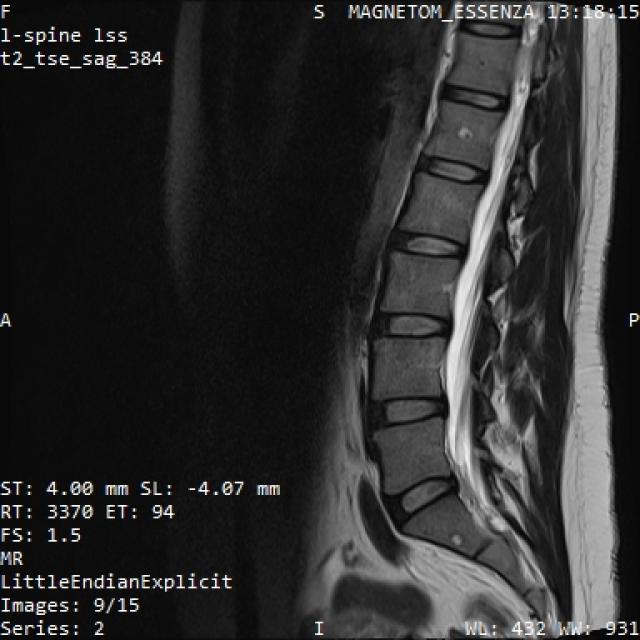 F
S MAGNETOM_ESSENZA 13:18:15
l-spine lss
t2_tse_sag_384
A
P
ST: 4.00 mm SL: -4.07 mm
RT: 3370 ET: 94
FS: 1.5
MR
LittleEndianExplicit
Images: 9/15
Series: 2
I
WL: 432 WW: 931